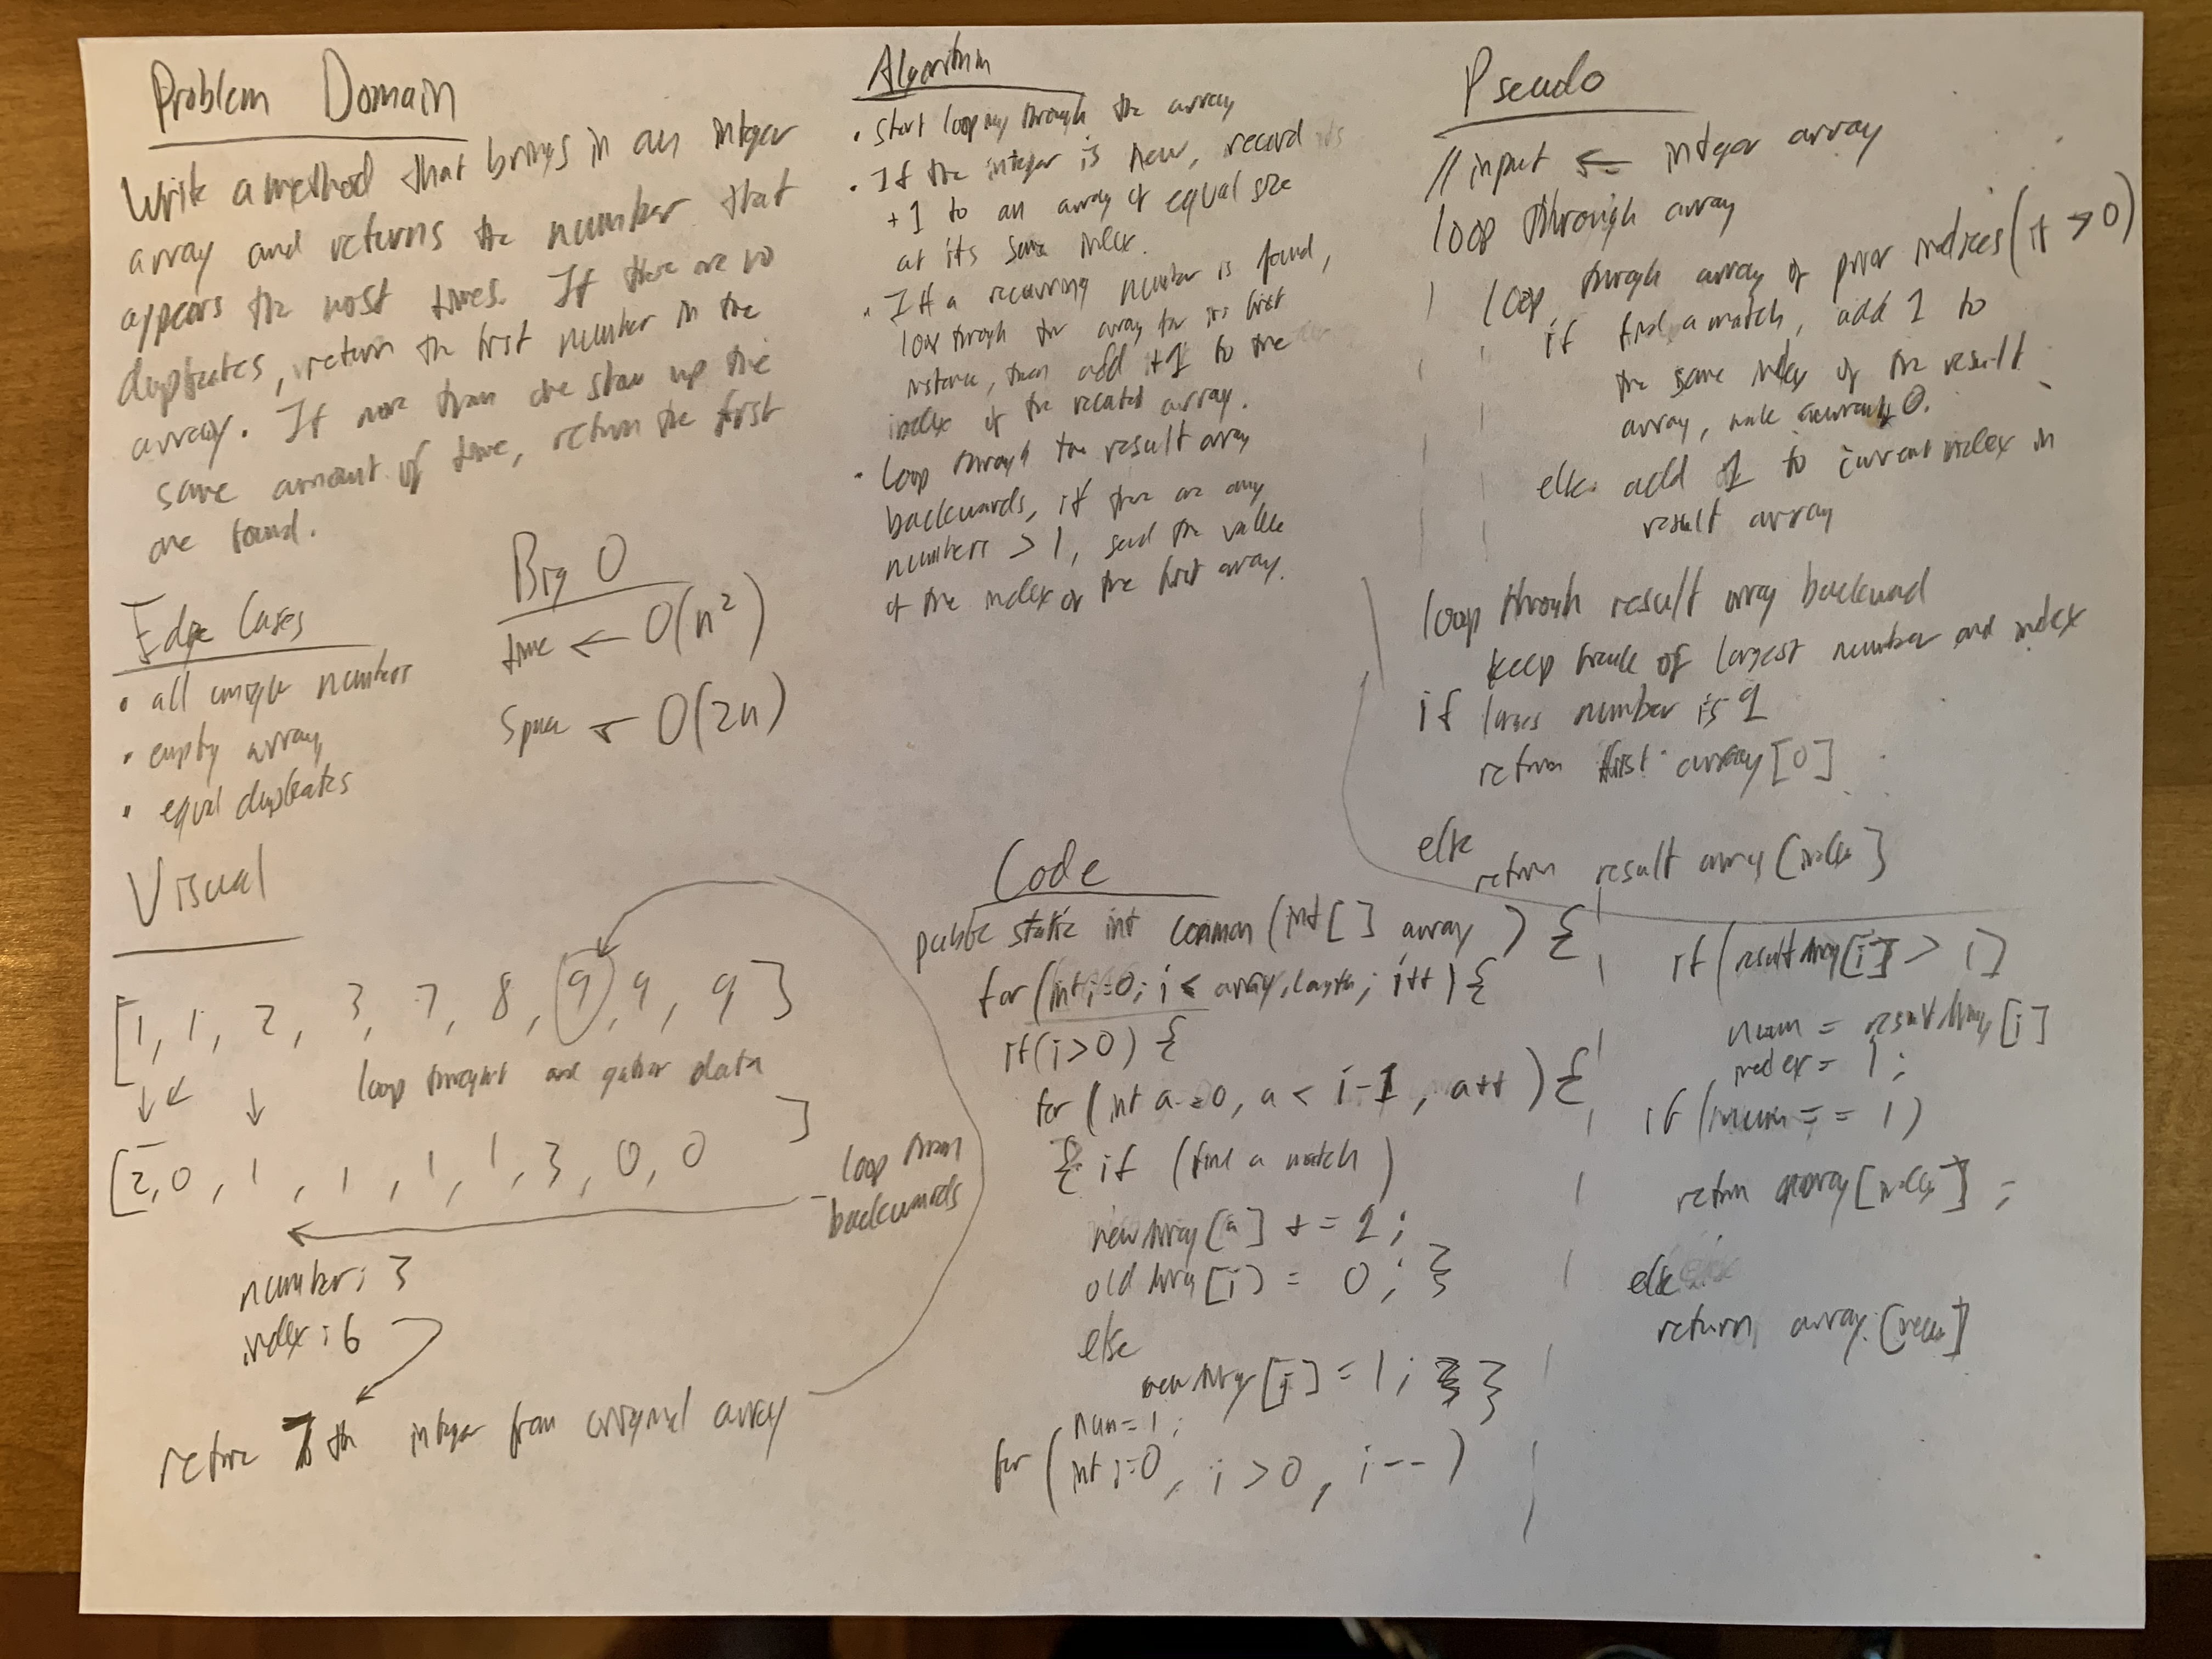 Problem Domain
Write a method that brings in an integer
array and returns the number that
appears the most times. If there are no
duplicates, return the first number in the
array. If more than one show up the
same amount of time, return the first
one found.
Edge Cases
• all unique numbers
• empty array
• equal duplicates
Big O
time ← O(n²)
Space ← O(2n)
Visual
[1, 1, 2, 3, 7, 8, 9, 9, 9]
loop through and gather data
[2, 0, 1, 1, 1, 1, 3, 0, 0]
loop through
backwards
number: 3
index: 6
return # at index from original array
Algorithm
• Start looping through the array
• If the integer is new, record
+1 to an array of equal size
at its same index.
• If a recurring number is found,
loop through the array to its first
instance, and add +1 to the
index of the record array.
• Loop through the result array
backwards, if there are any
numbers > 1, send the value
of the index of the first array.
Pseudo
//input ← integer array
loop through array
loop through array of prior indices (if >0)
if find a match, add 1 to
the same index of the result
array, make current 0.
else add 1 to current index in
result array
loop through result array backward
keep track of largest number and index
if large number is 1
return array[0]
else
return result array[index]
Code
public static int common (int[] array) {
for(int i=0; i < array.length; i++) {
if(i>0) {
for (int a=0, a < i-1, a++) {
if (find a match)
newArray[a] += 1;
oldArray[i] = 0; }
else
newArray[i] = 1; }
num = 1;
for (int i=0, i > 0, i--)
if (resultArray[i] > 1)
num = resultArray[i]
index = i;
if (num == 1)
return array[index];
else
return array[0]